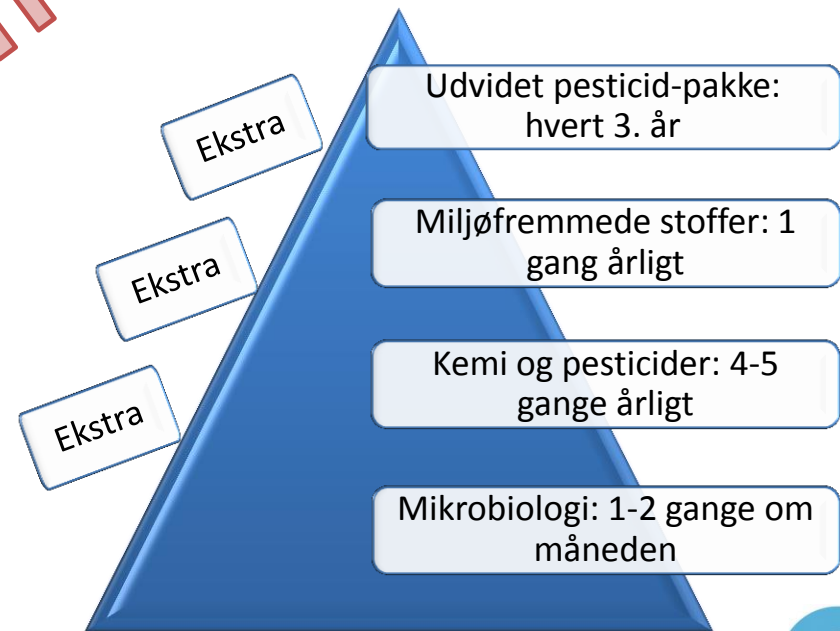 Ekstra
Udvidet pesticid-pakke:
hvert 3. år
Ekstra
Miljøfremmede stoffer: 1
gang årligt
Ekstra
Kemi og pesticider: 4-5
gange årligt
Mikrobiologi: 1-2 gange om
måneden